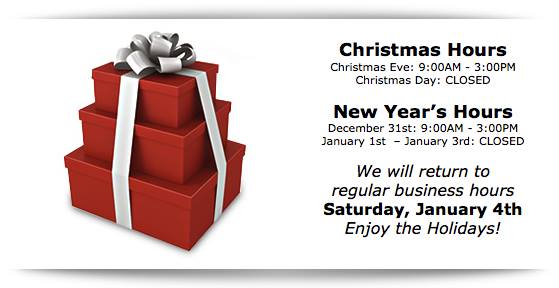 Christmas Hours
Christmas Eve: 9:00AM - 3:00PM
Christmas Day: CLOSED
New Year’s Hours
December 31st: 9:00AM - 3:00PM
January 1st – January 3rd: CLOSED
We will return to
regular business hours
Saturday, January 4th
Enjoy the Holidays!